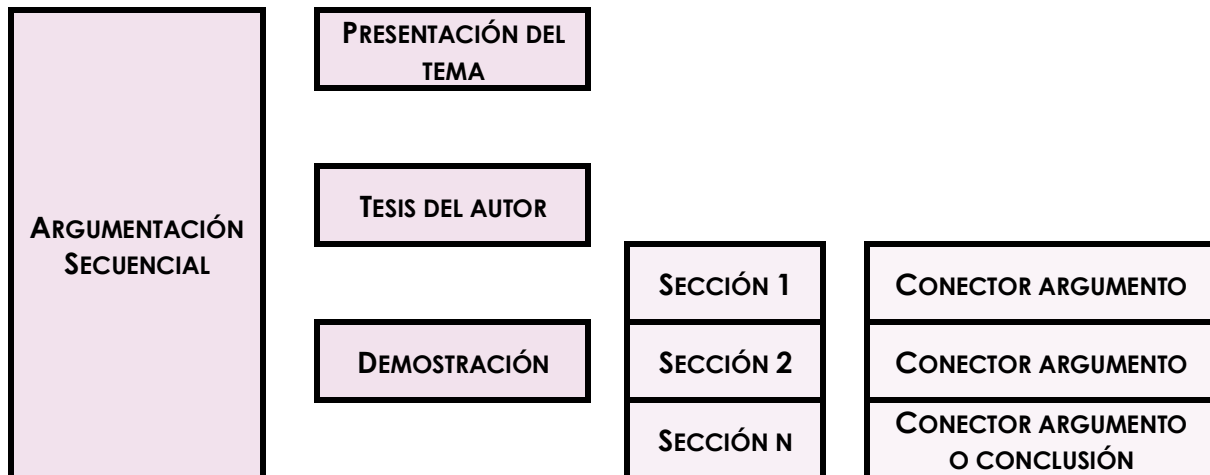 PRESENTACIÓN DEL
TEMA
TESIS DEL AUTOR
ARGUMENTACIÓN
SECUENCIAL
SECCIÓN 1
CONECTOR ARGUMENTO
DEMOSTRACIÓN
SECCIÓN 2
CONECTOR ARGUMENTO
SECCIÓN N
CONECTOR ARGUMENTO
O CONCLUSIÓN